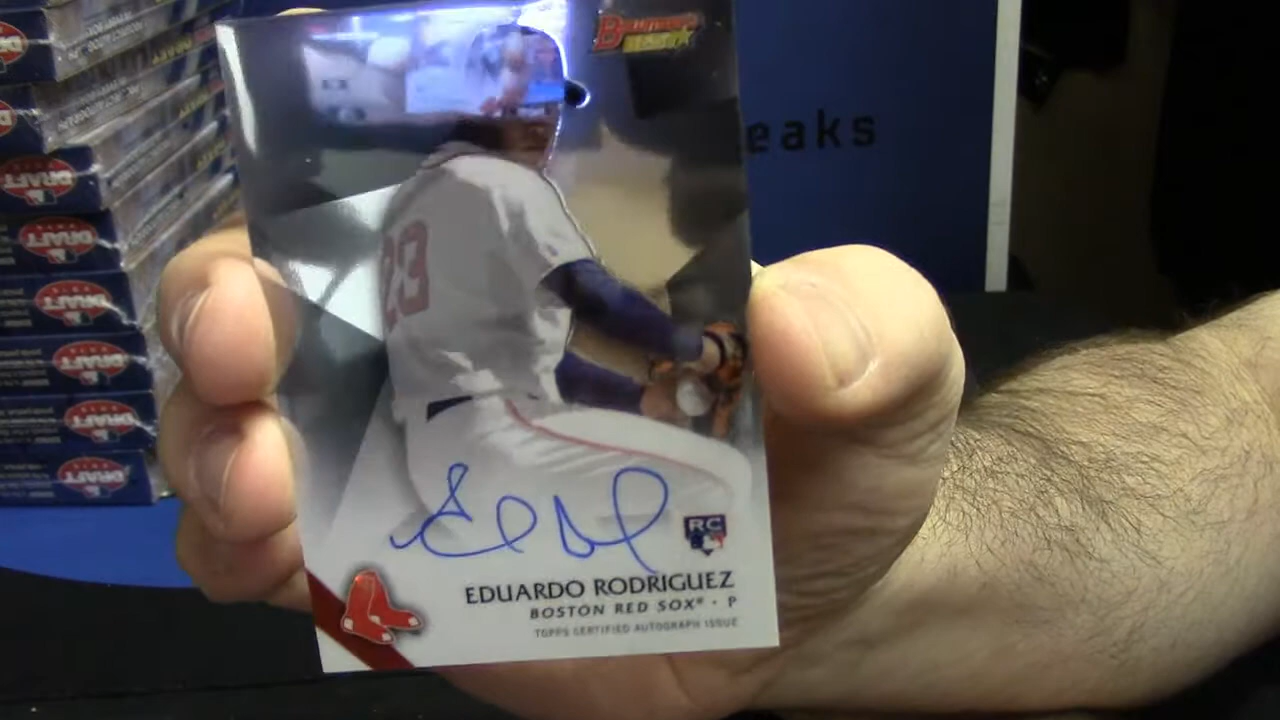 BOWMAN'S
BEST
eaks
23
DRAFT
DRAFT
DRAFT
DRAFT
DRAFT
DRAFT
RC
EDUARDO RODRIGUEZ
BOSTON RED SOX® · P
TOPPS CERTIFIED AUTOGRAPH ISSUE